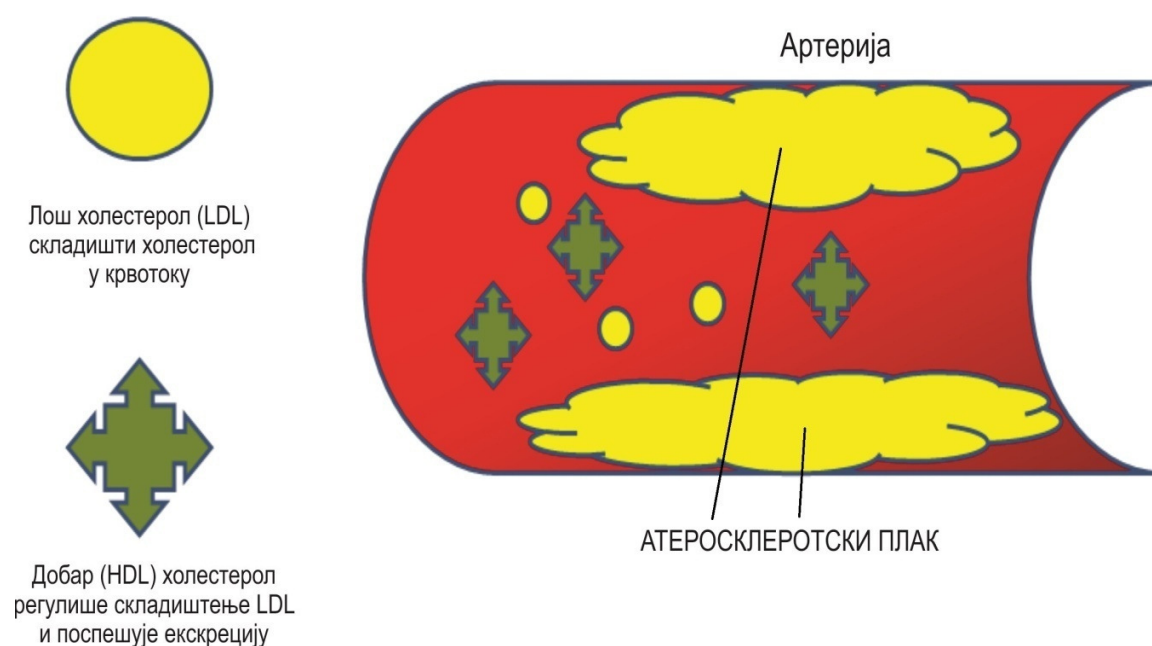 Артерија
Лош холестерол (LDL)
складишти холестерол
у крвотоку
АТЕРОСКЛЕРОТСКИ ПЛАК
Добар (HDL) холестерол
регулише складиштење LDL
и поспешује екскрецију